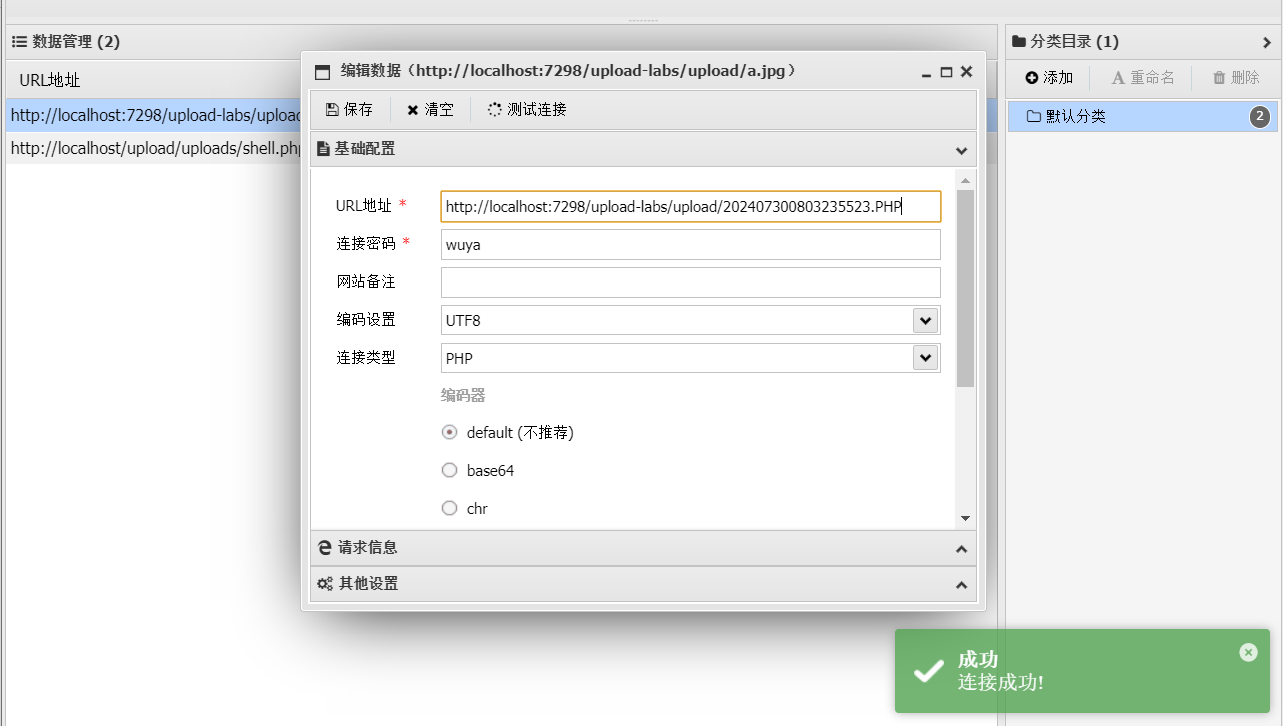 数据管理 (2)
URL地址
http://localhost:7298/upload-labs/upload
http://localhost/upload/uploads/shell.php
编辑数据（http://localhost:7298/upload-labs/upload/a.jpg）
保存 清空 测试连接
基础配置
URL地址 * http://localhost:7298/upload-labs/upload/202407300803235523.PHP
连接密码 * wuya
网站备注
编码设置 UTF8
连接类型 PHP
编码器
default (不推荐)
base64
chr
请求信息
其他设置
分类目录 (1)
添加 重命名 删除
默认分类 2
成功
连接成功!